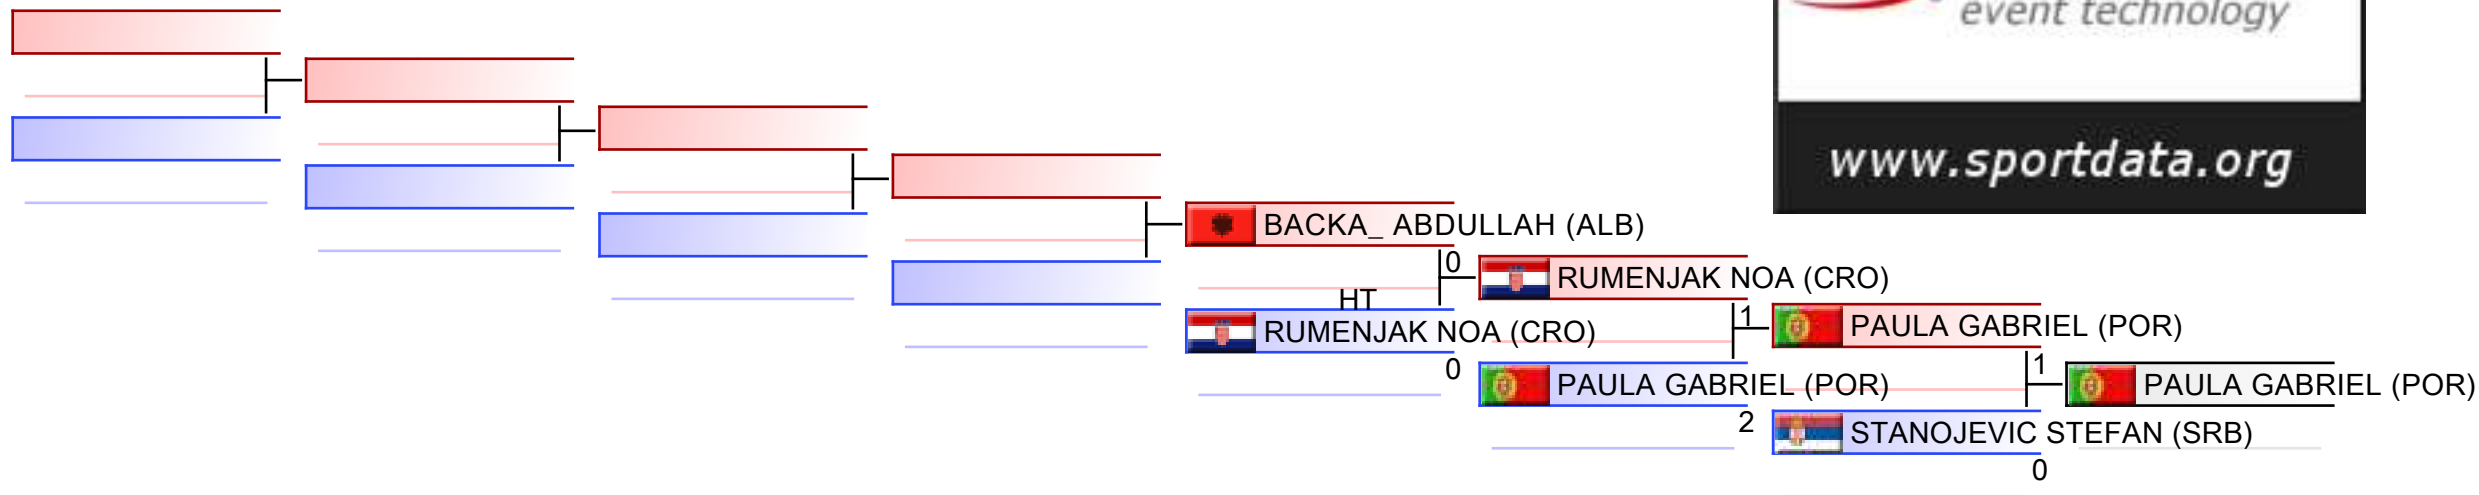 event technology
www.sportdata.org
BACKA_ ABDULLAH (ALB)
0
RUMENJAK NOA (CRO)
HT
1
PAULA GABRIEL (POR)
RUMENJAK NOA (CRO)
0
1
PAULA GABRIEL (POR)
PAULA GABRIEL (POR)
2
STANOJEVIC STEFAN (SRB)
0